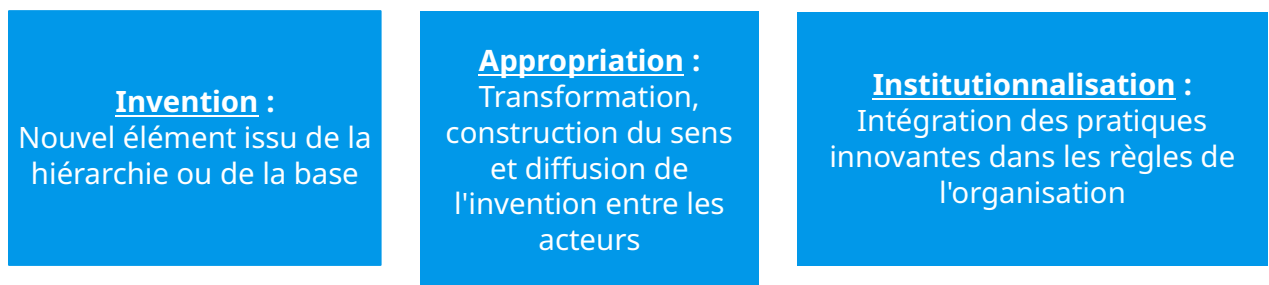 Invention :
Nouvel élément issu de la
hiérarchie ou de la base
Appropriation :
Transformation,
construction du sens
et diffusion de
l'invention entre les
acteurs
Institutionnalisation :
Intégration des pratiques
innovantes dans les règles de
l'organisation